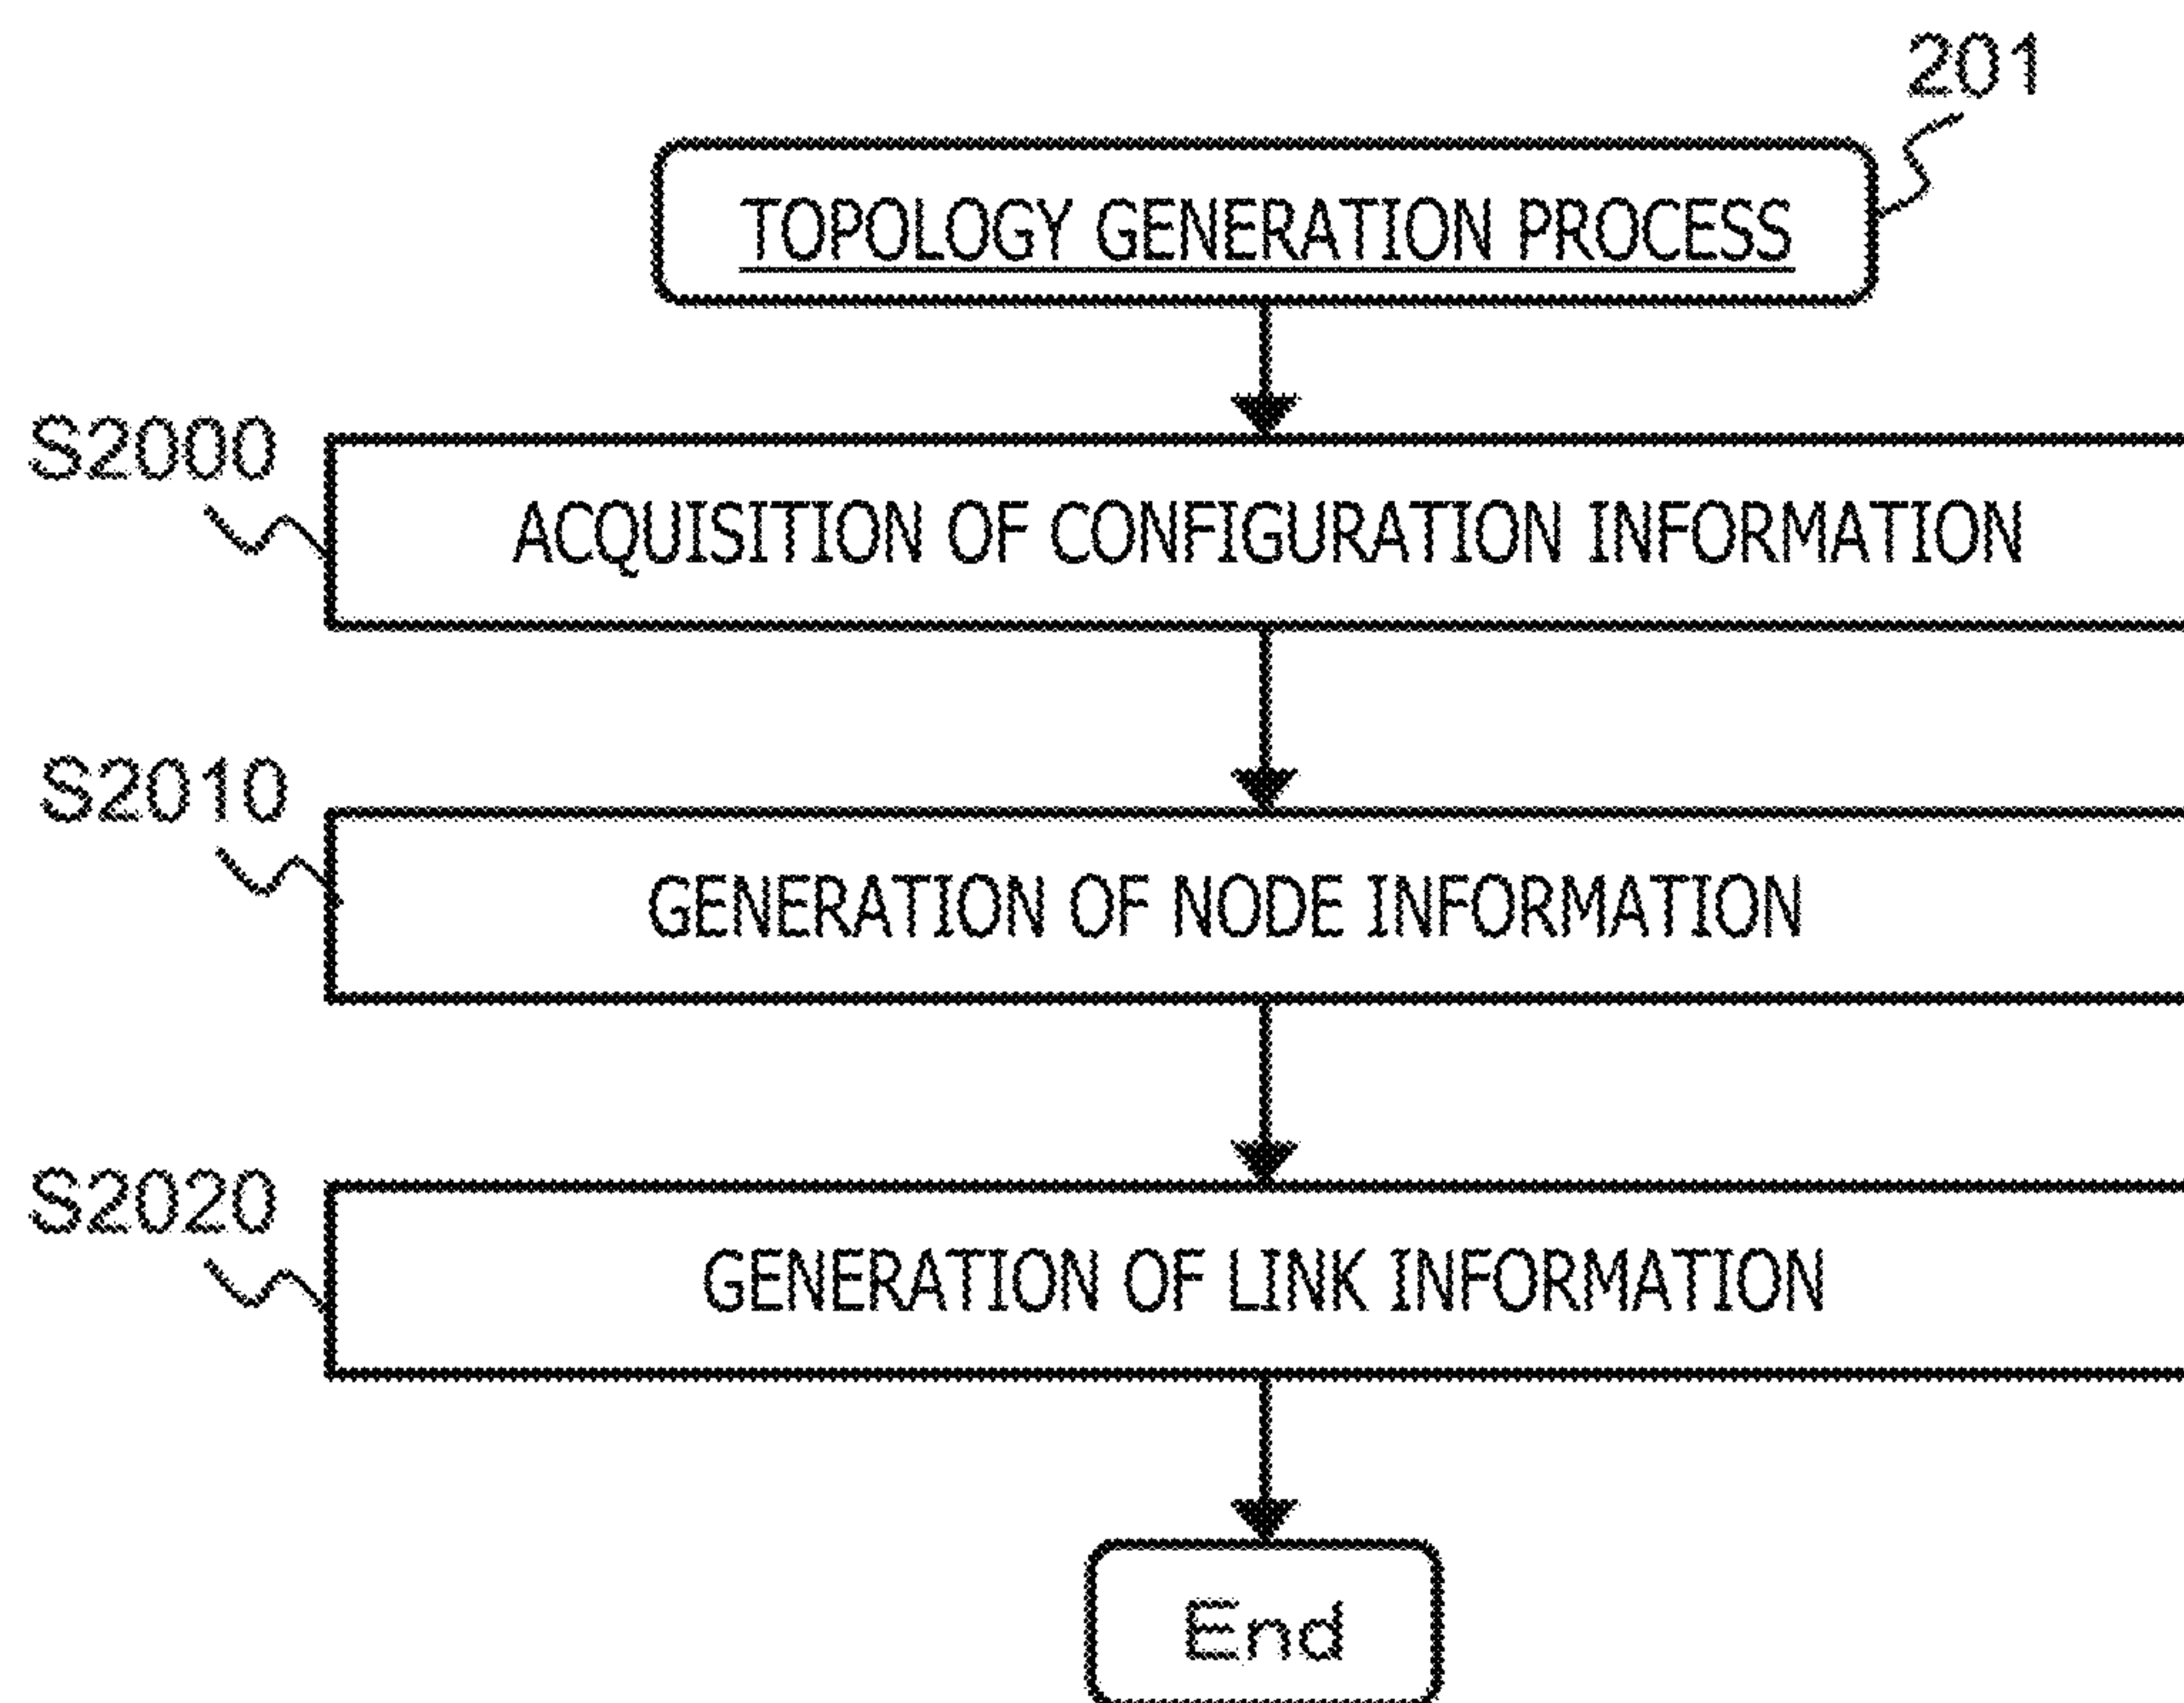 201
TOPOLOGY GENERATION PROCESS
S2000
ACQUISITION OF CONFIGURATION INFORMATION
S2010
GENERATION OF NODE INFORMATION
S2020
GENERATION OF LINK INFORMATION
End